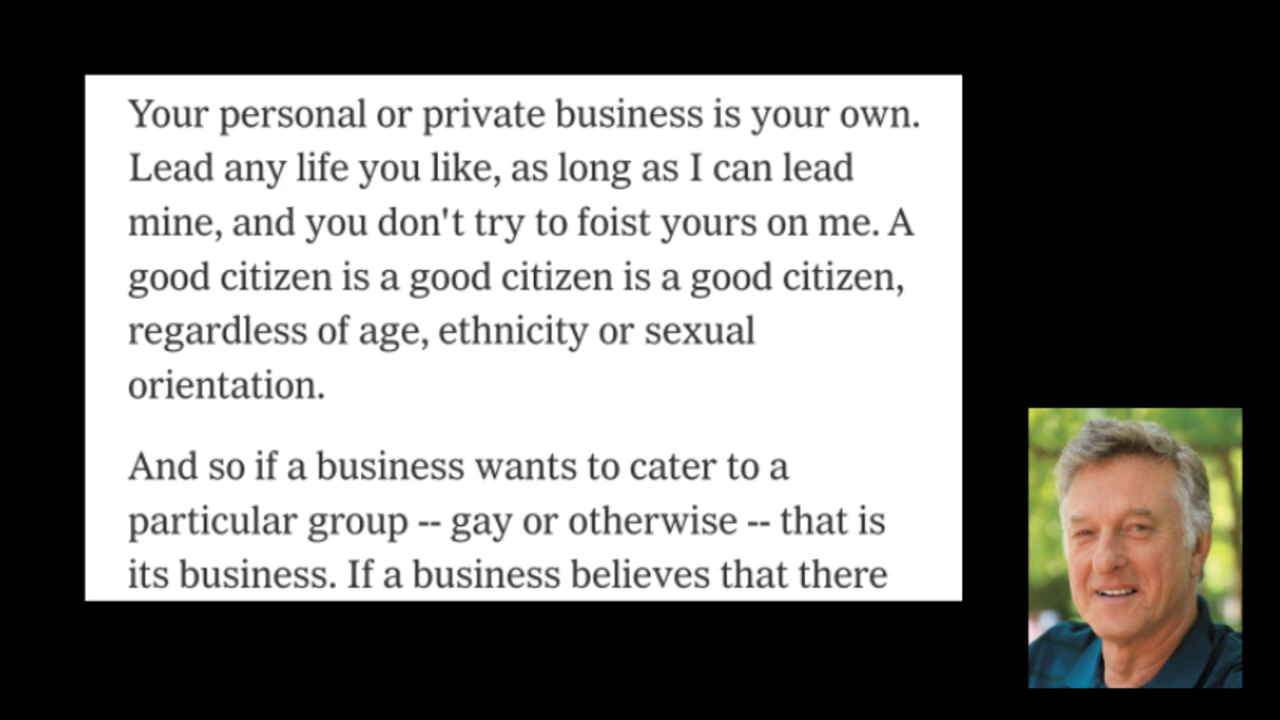 Your personal or private business is your own.
Lead any life you like, as long as I can lead
mine, and you don't try to foist yours on me. A
good citizen is a good citizen is a good citizen,
regardless of age, ethnicity or sexual
orientation.
And so if a business wants to cater to a
particular group -- gay or otherwise -- that is
its business. If a business believes that there